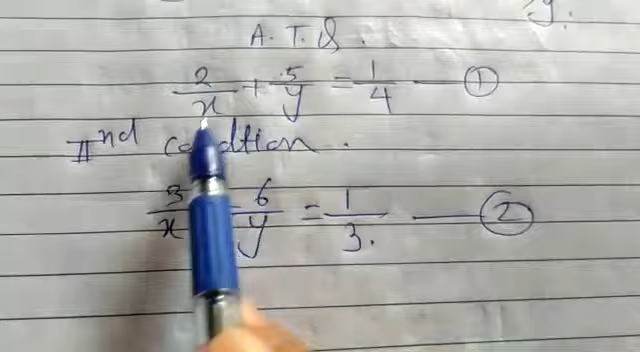 y.
A.T.Q.
2/x + 5/y = 1/4 — ①
IInd condition.
3/x 6/y = 1/3. — ②